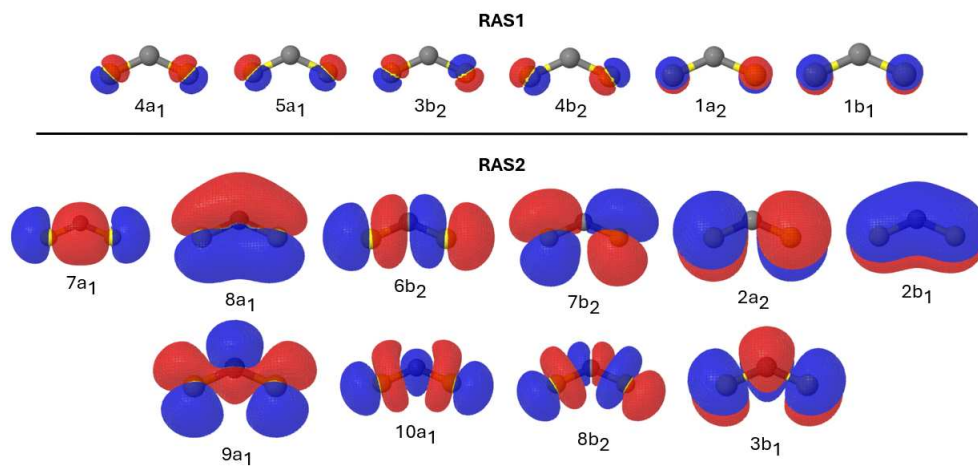 RAS1
4a₁ 5a₁ 3b₂ 4b₂ 1a₂ 1b₁
RAS2
7a₁ 8a₁ 6b₂ 7b₂ 2a₂ 2b₁
9a₁ 10a₁ 8b₂ 3b₁